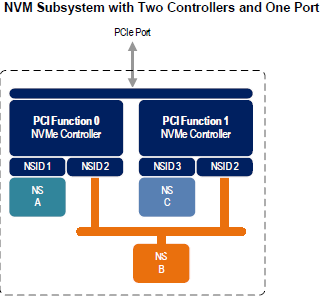 NVM Subsystem with Two Controllers and One Port
PCIe Port
PCI Function 0
NVMe Controller
PCI Function 1
NVMe Controller
NSID 1
NSID 2
NSID 3
NSID 2
NS
A
NS
C
NS
B